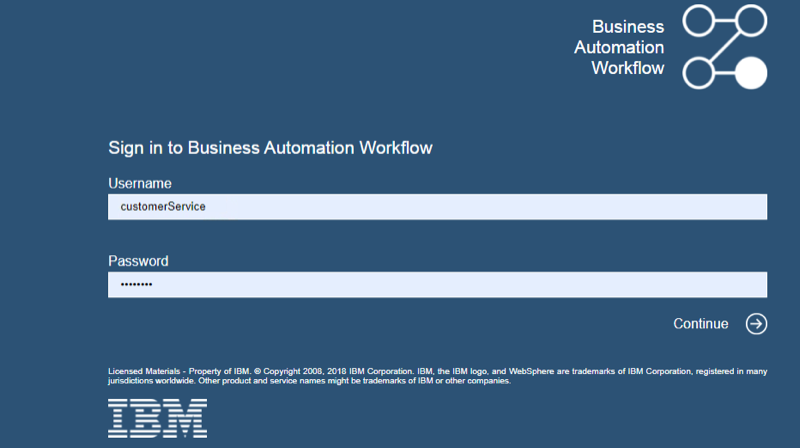 Business
Automation
Workflow
Sign in to Business Automation Workflow
Username
customerService
Password
••••••••
Continue
Licensed Materials - Property of IBM. © Copyright 2008, 2018 IBM Corporation. IBM, the IBM logo, and WebSphere are trademarks of IBM Corporation, registered in many
jurisdictions worldwide. Other product and service names might be trademarks of IBM or other companies.
IBM